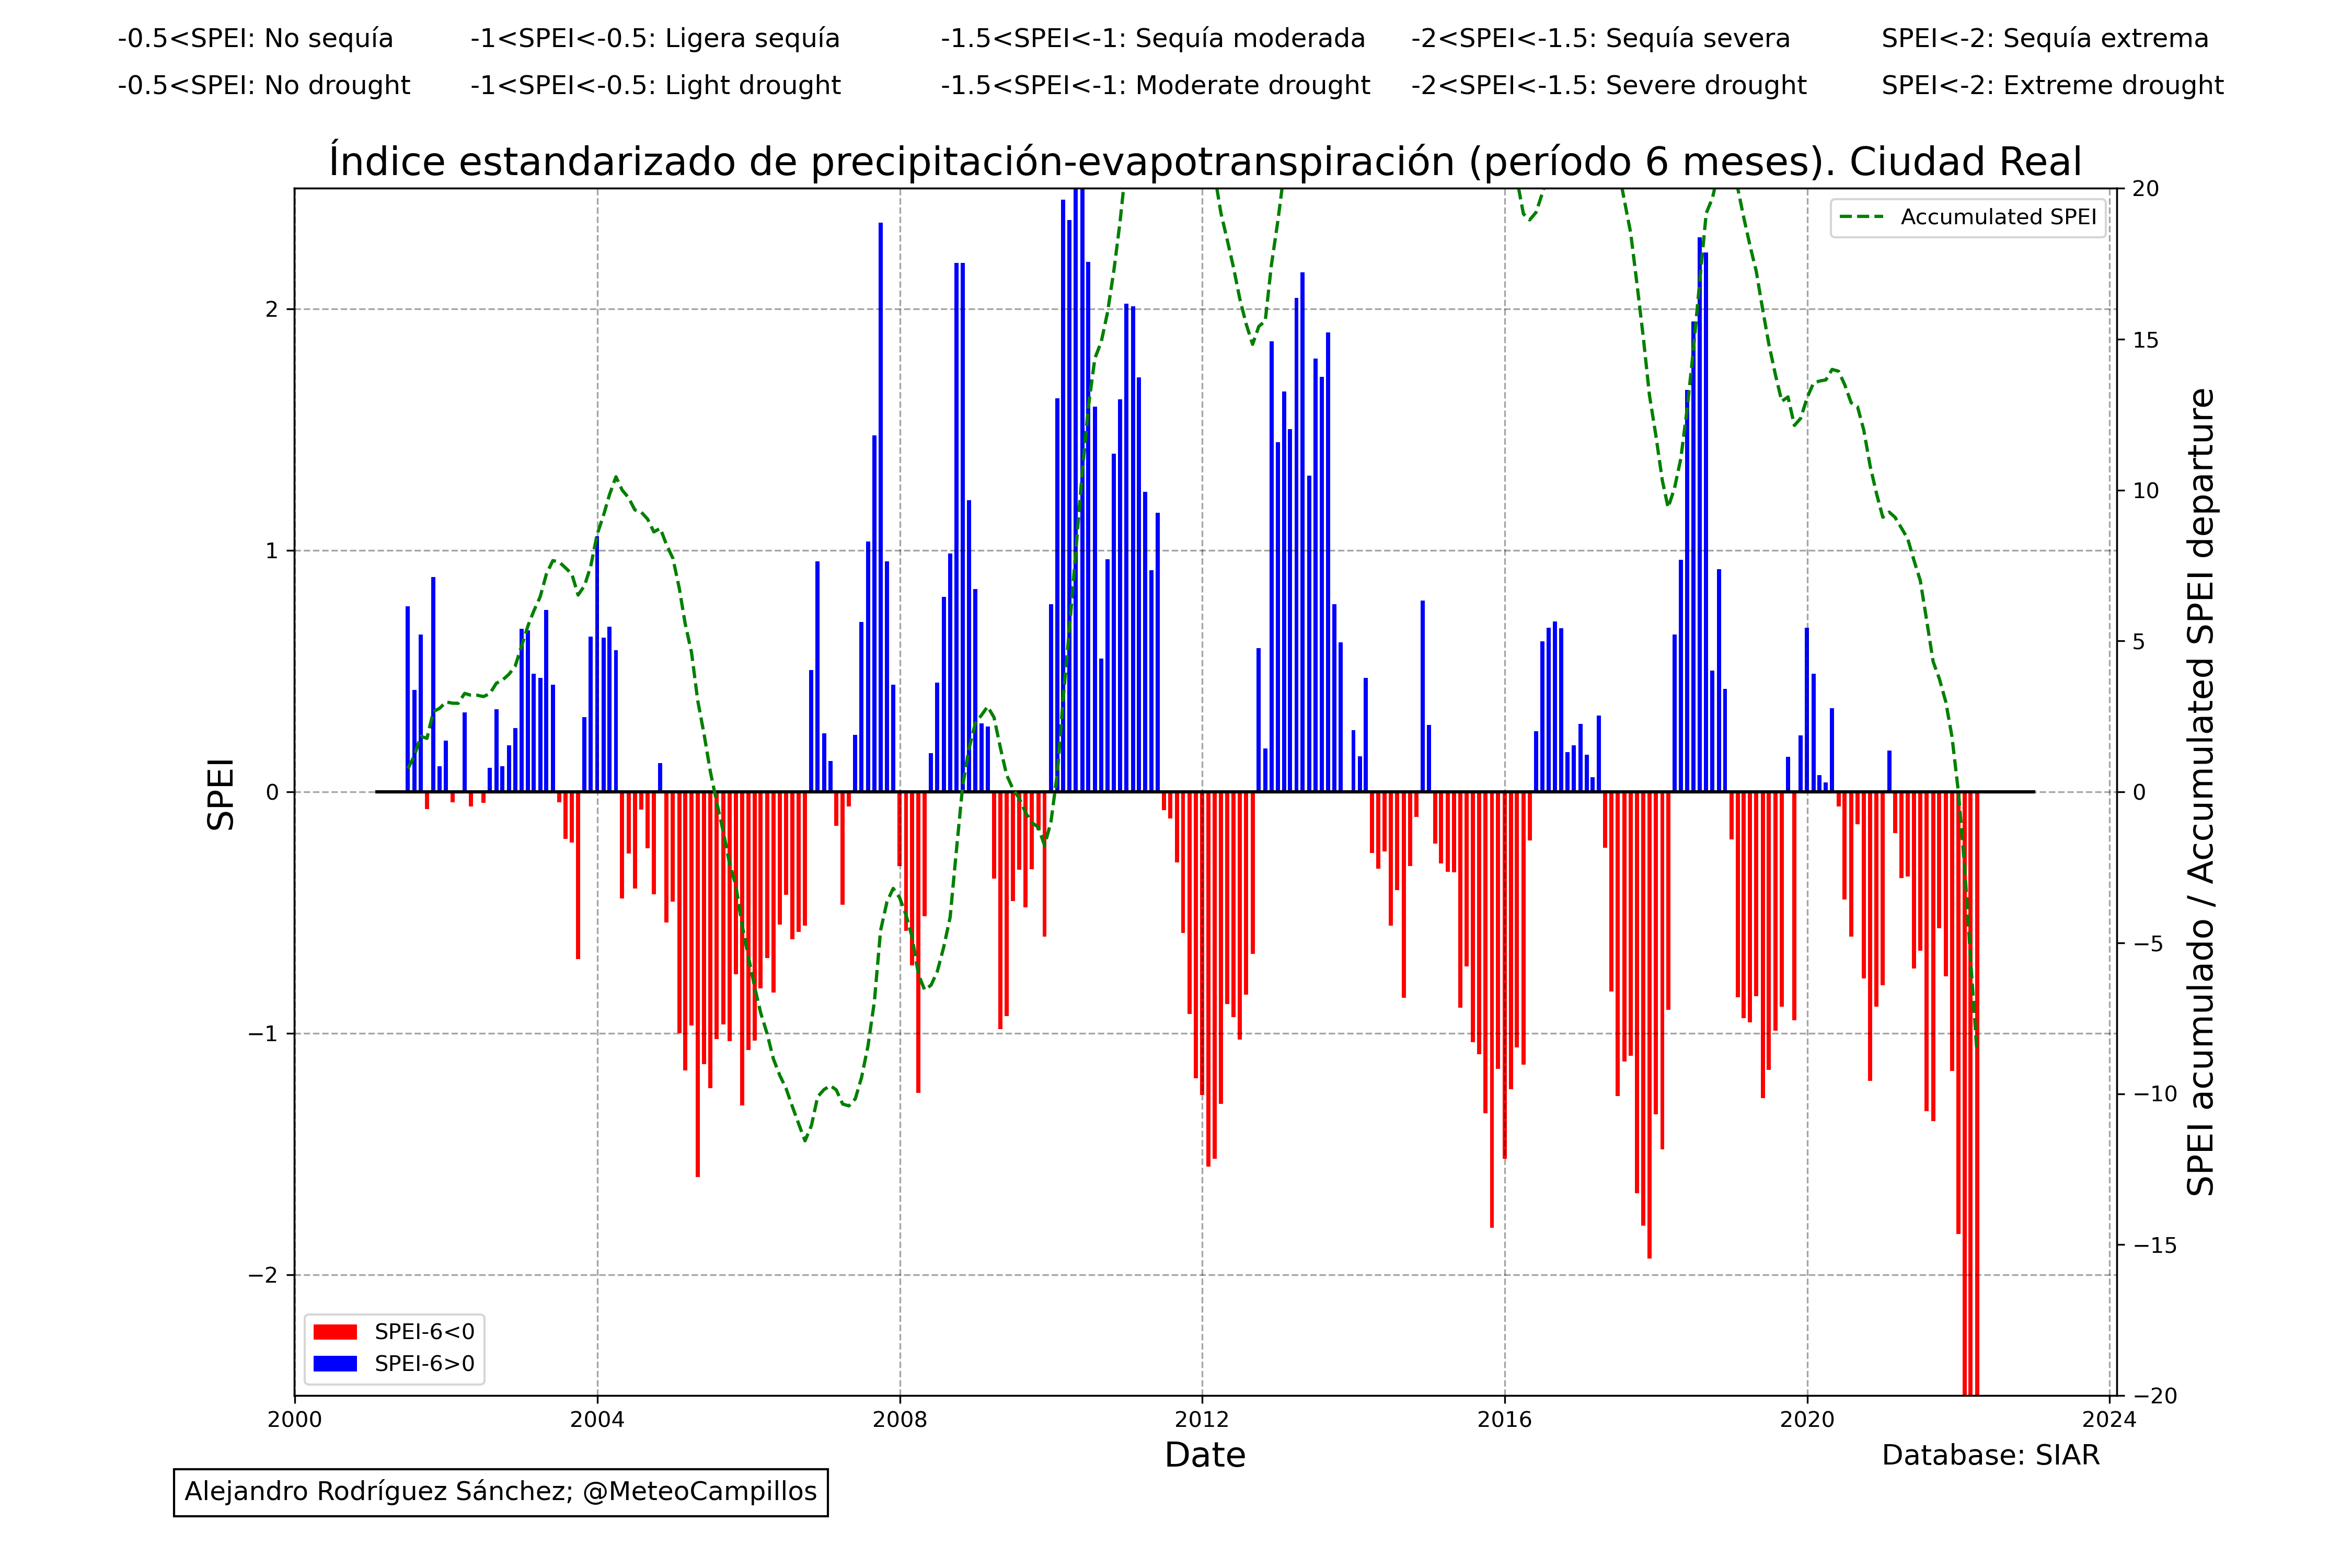 -0.5<SPEI: No sequía -1<SPEI<-0.5: Ligera sequía -1.5<SPEI<-1: Sequía moderada -2<SPEI<-1.5: Sequía severa SPEI<-2: Sequía extrema
-0.5<SPEI: No drought -1<SPEI<-0.5: Light drought -1.5<SPEI<-1: Moderate drought -2<SPEI<-1.5: Severe drought SPEI<-2: Extreme drought
Índice estandarizado de precipitación-evapotranspiración (período 6 meses). Ciudad Real
Accumulated SPEI
2
1
0
−1
−2
SPEI
20
15
10
5
0
−5
−10
−15
−20
SPEI acumulado / Accumulated SPEI departure
SPEI-6<0
SPEI-6>0
2000 2004 2008 2012 2016 2020 2024
Date
Database: SIAR
Alejandro Rodríguez Sánchez; @MeteoCampillos